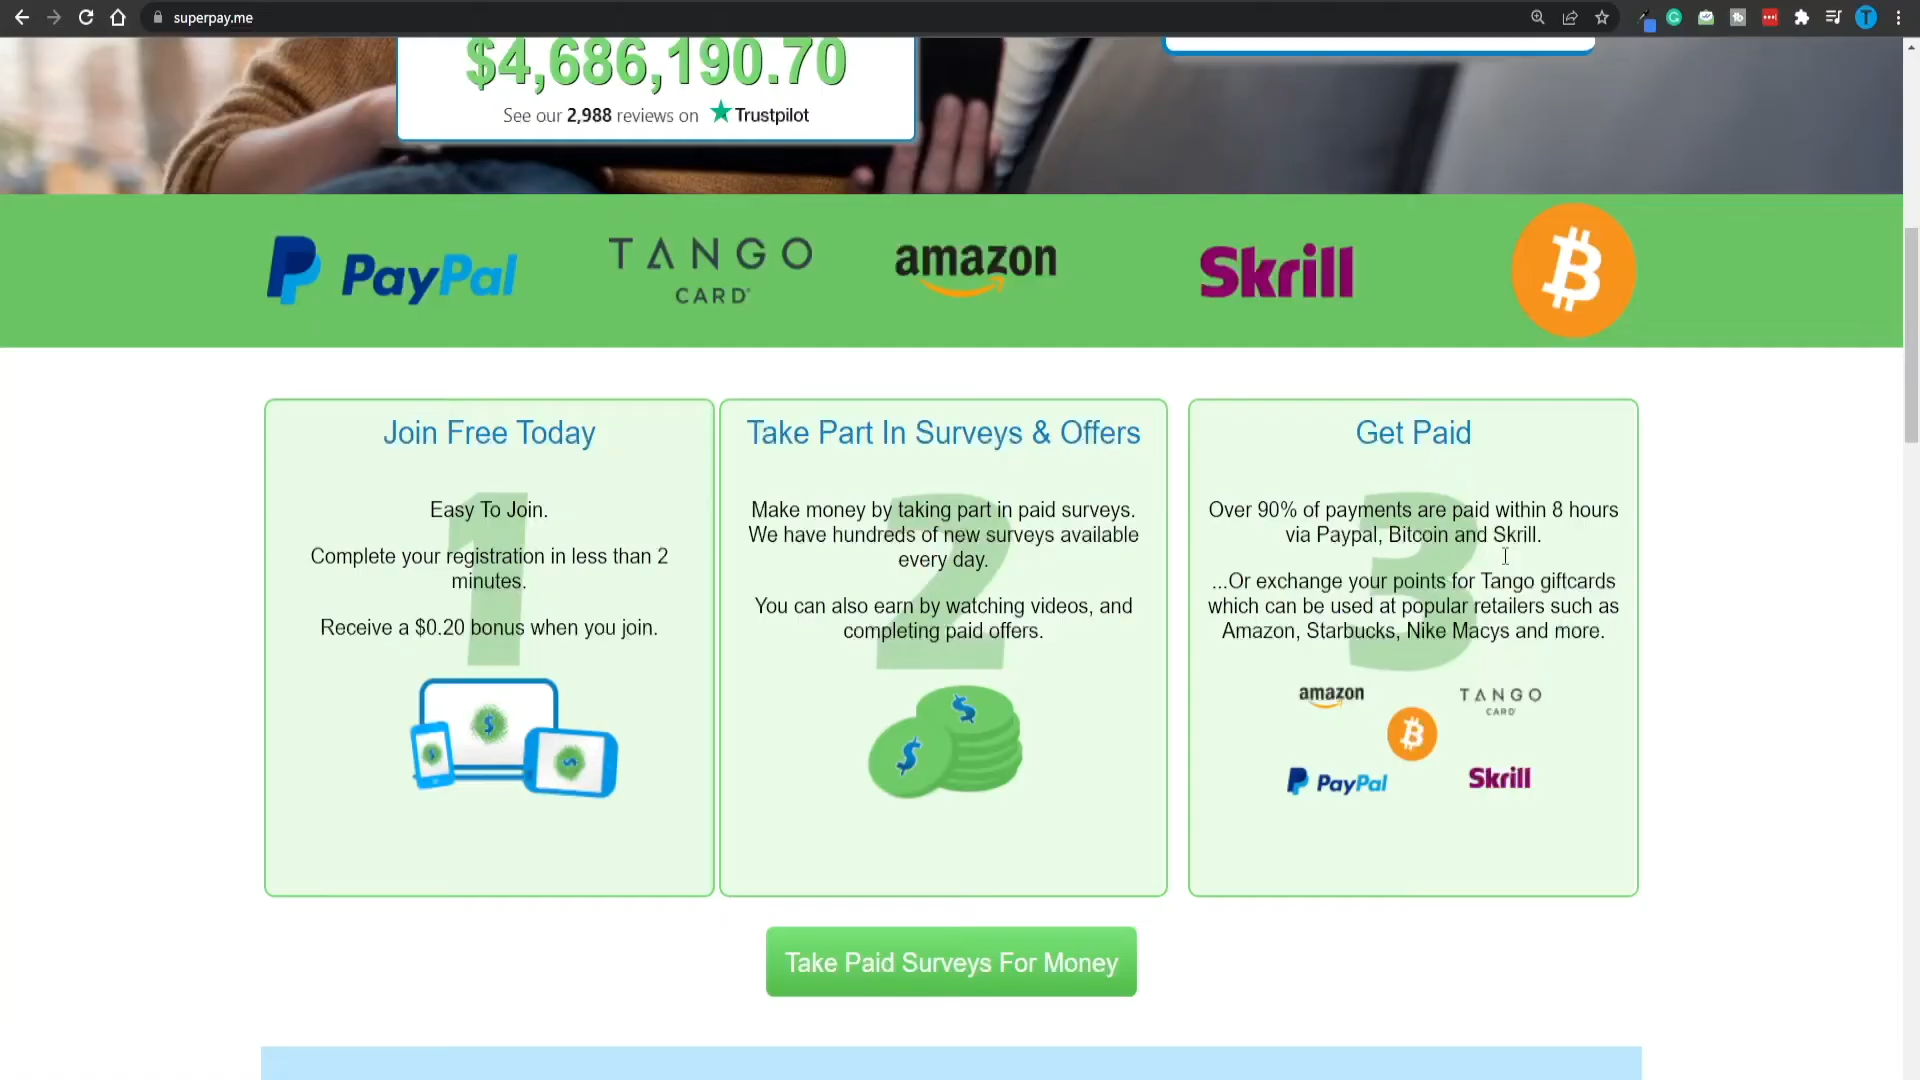 superpay.me
$4,686,190.70
See our 2,988 reviews on Trustpilot
PayPal
TANGO
CARD
amazon
Skrill
Join Free Today
Easy To Join.
Complete your registration in less than 2
minutes.
Receive a $0.20 bonus when you join.
Take Part In Surveys & Offers
Make money by taking part in paid surveys.
We have hundreds of new surveys available
every day.
You can also earn by watching videos, and
completing paid offers.
Get Paid
Over 90% of payments are paid within 8 hours
via Paypal, Bitcoin and Skrill.
...Or exchange your points for Tango giftcards
which can be used at popular retailers such as
Amazon, Starbucks, Nike Macys and more.
1
2
3
amazon
TANGO
CARD
PayPal
Skrill
Take Paid Surveys For Money